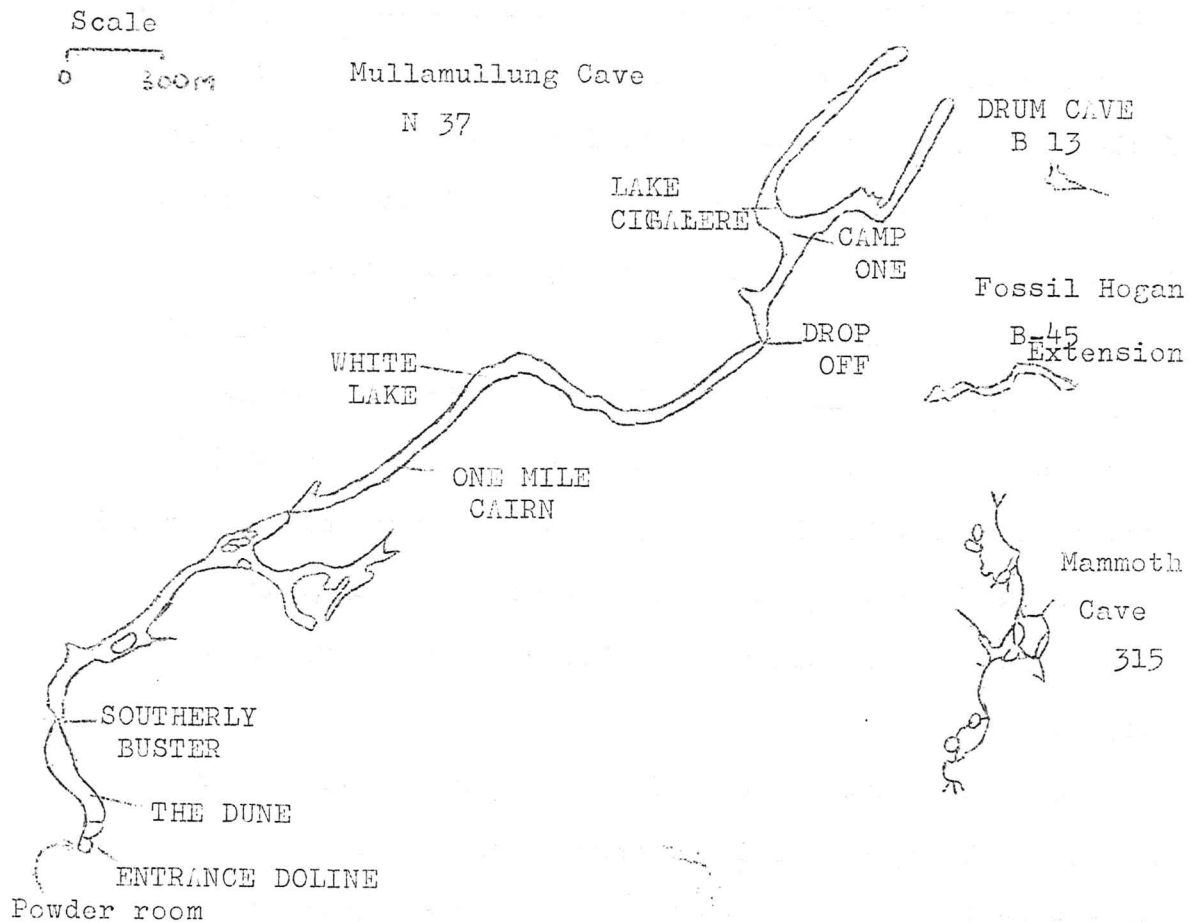 Scale
0 300m
Mullamullung Cave
N 37
DRUM CAVE
B 13
LAKE
CIGALERE
CAMP
ONE
Fossil Hogan
B-45
Extension
DROP
OFF
WHITE
LAKE
ONE MILE
CAIRN
Mammoth
Cave
315
SOUTHERLY
BUSTER
THE DUNE
ENTRANCE DOLINE
Powder room